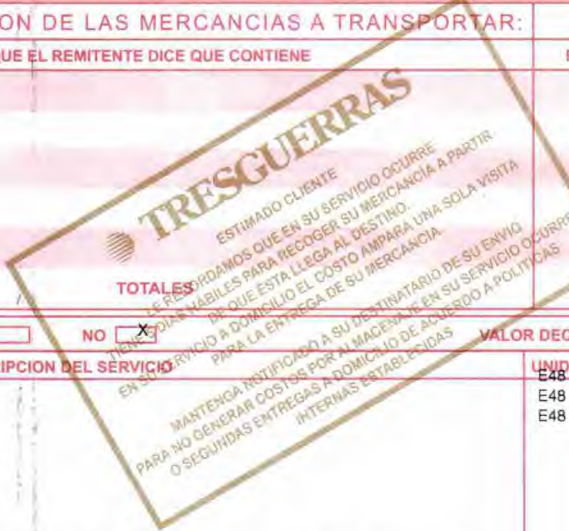 ON DE LAS MERCANCIAS A TRANSPORTAR:
QUE EL REMITENTE DICE QUE CONTIENE
TRESGUERRAS
ESTIMADO CLIENTE
LE RECORDAMOS QUE EN SU SERVICIO OCURRE
TIENE DIAS HABILES PARA RECOGER SU MERCANCIA A PARTIR
DE QUE ESTA LLEGA AL DESTINO.
EN SU SERVICIO A DOMICILIO EL COSTO AMPARA UNA SOLA VISITA
PARA LA ENTREGA DE SU MERCANCIA.
MANTENGA NOTIFICADO A SU DESTINATARIO DE SU ENVIO
PARA NO GENERAR COSTOS POR ALMACENAJE EN SU SERVICIO OCURRE
O SEGUNDAS ENTREGAS A DOMICILIO DE ACUERDO A POLITICAS
INTERNAS ESTABLECIDAS
TOTALES
NO X
VALOR DEC
IPCION DEL SERVICIO
UNID
E48
E48
E48